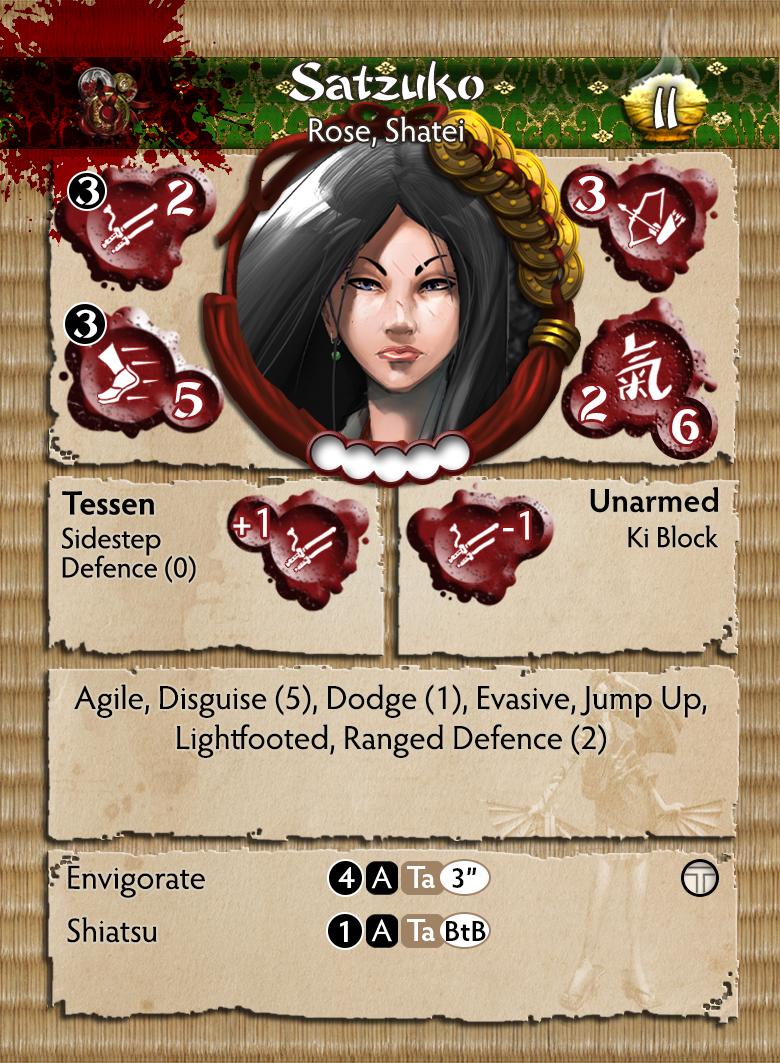 Satzuko
11
Rose, Shatei
3 2
3
3
5
氣
2
6
Tessen
Sidestep
Defence (0)
+1
-1
Unarmed
Ki Block
Agile, Disguise (5), Dodge (1), Evasive, Jump Up,
Lightfooted, Ranged Defence (2)
Envigorate 4 A Ta 3" T
Shiatsu 1 A Ta BtB